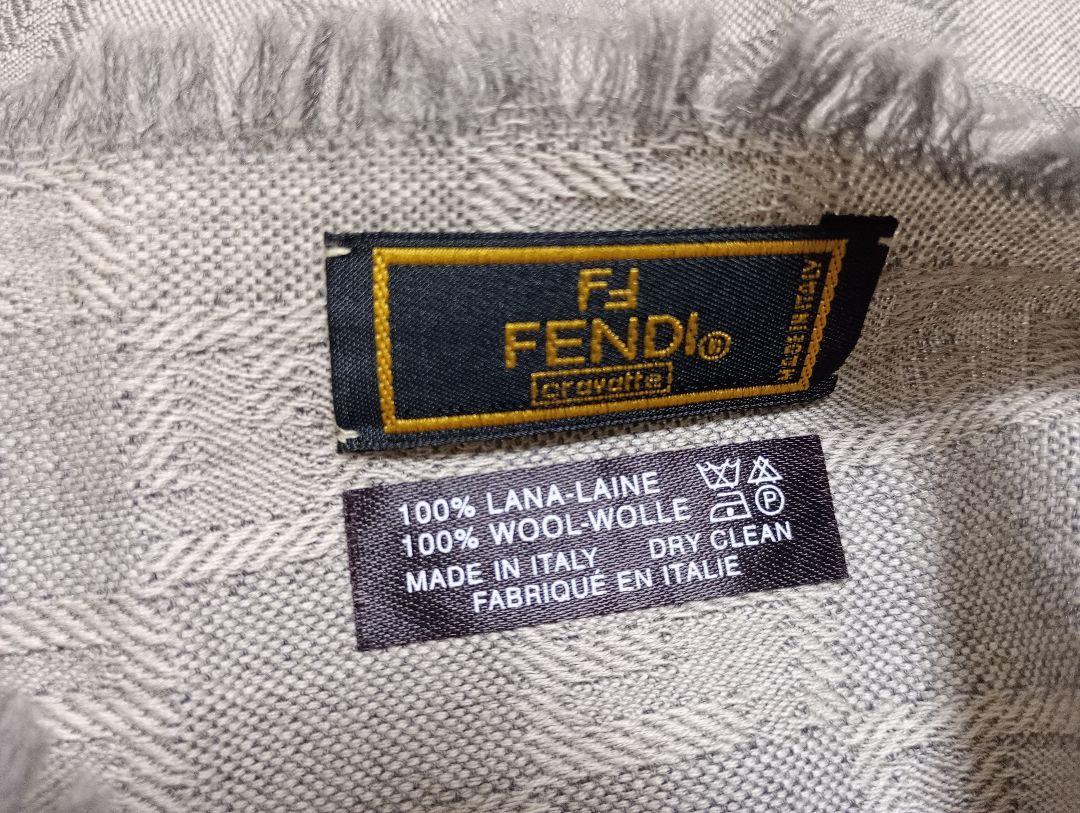 FF
FENDI®
cravatte
MADE IN ITALY
100% LANA-LAINE
100% WOOL-WOLLE
MADE IN ITALY DRY CLEAN
FABRIQUÉ EN ITALIE
P